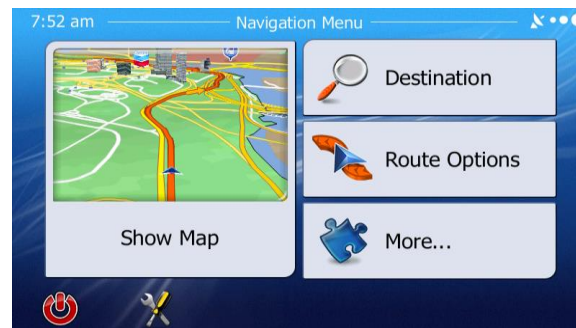 7:52 am
Navigation Menu
Destination
Route Options
Show Map
More...